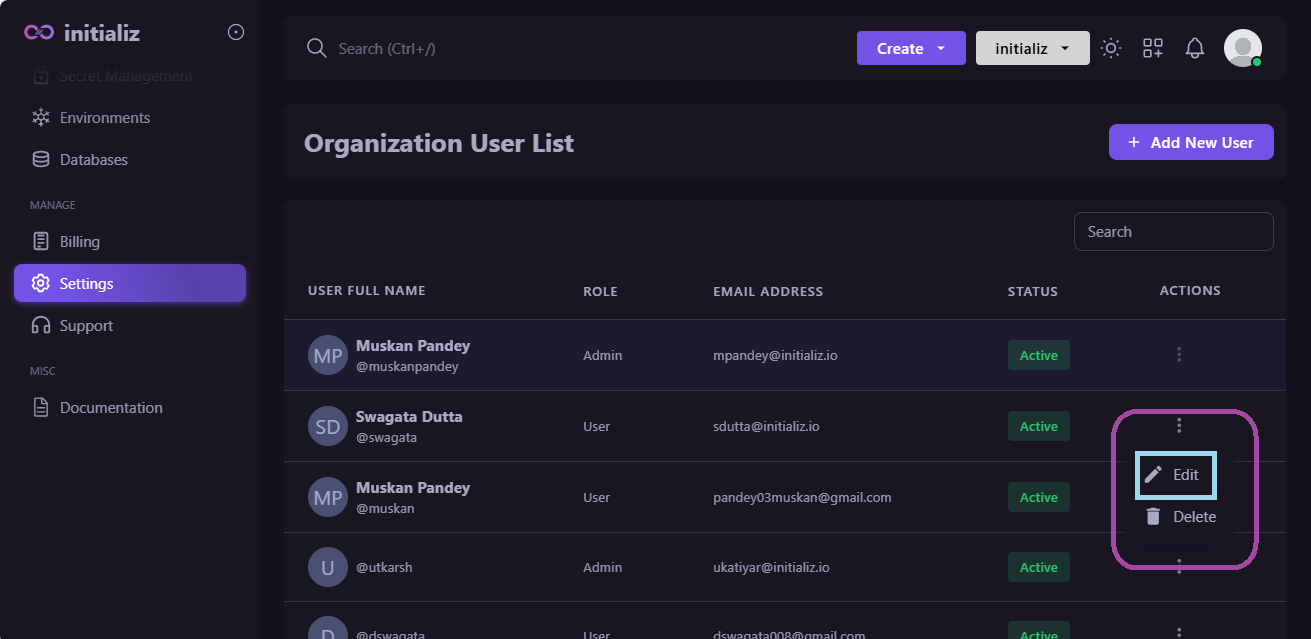 initializ
Secret Management
Environments
Databases
MANAGE
Billing
Settings
Support
MISC
Documentation
Search (Ctrl+/)
Create
initializ
Organization User List
+ Add New User
Search
USER FULL NAME ROLE EMAIL ADDRESS STATUS ACTIONS
MP Muskan Pandey
@muskanpandey
Admin mpandey@initializ.io Active
SD Swagata Dutta
@swagata
User sdutta@initializ.io Active
Edit
Delete
MP Muskan Pandey
@muskan
User pandey03muskan@gmail.com Active
U @utkarsh Admin ukatiyar@initializ.io Active
D @dswagata User dswagata008@gmail.com Active